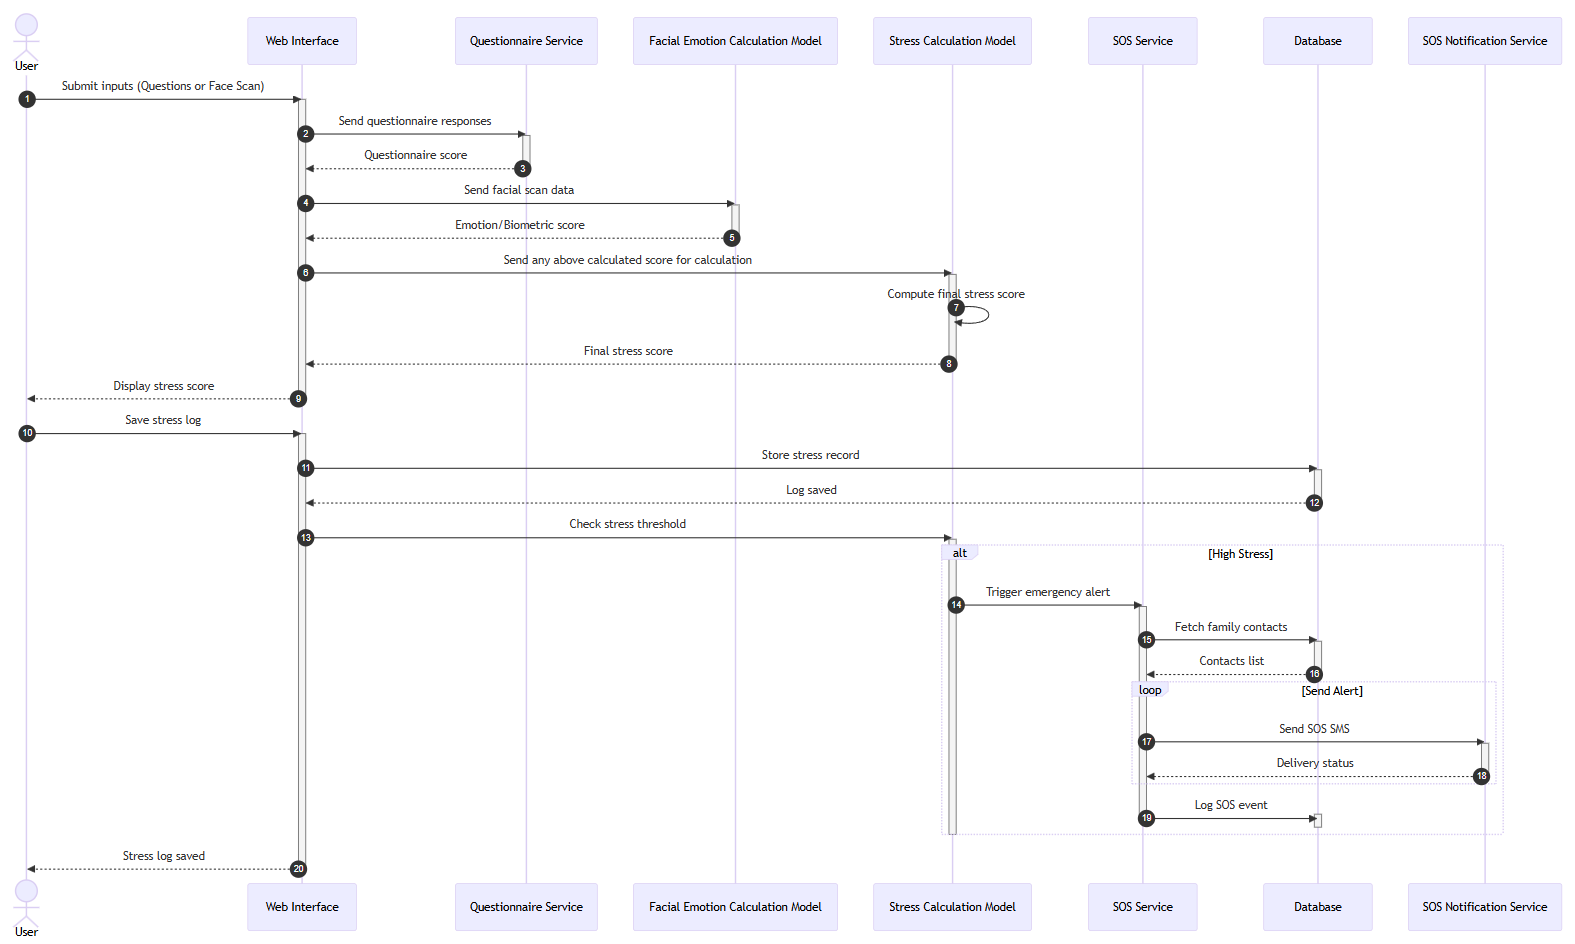 User
Web Interface
Questionnaire Service
Facial Emotion Calculation Model
Stress Calculation Model
SOS Service
Database
SOS Notification Service
Submit inputs (Questions or Face Scan)
1
Send questionnaire responses
2
Questionnaire score
3
Send facial scan data
4
Emotion/Biometric score
5
Send any above calculated score for calculation
6
Compute final stress score
7
Final stress score
8
Display stress score
9
Save stress log
10
Store stress record
11
Log saved
12
Check stress threshold
13
alt
[High Stress]
Trigger emergency alert
14
Fetch family contacts
15
Contacts list
16
loop
[Send Alert]
Send SOS SMS
17
Delivery status
18
Log SOS event
19
Stress log saved
20
User
Web Interface
Questionnaire Service
Facial Emotion Calculation Model
Stress Calculation Model
SOS Service
Database
SOS Notification Service